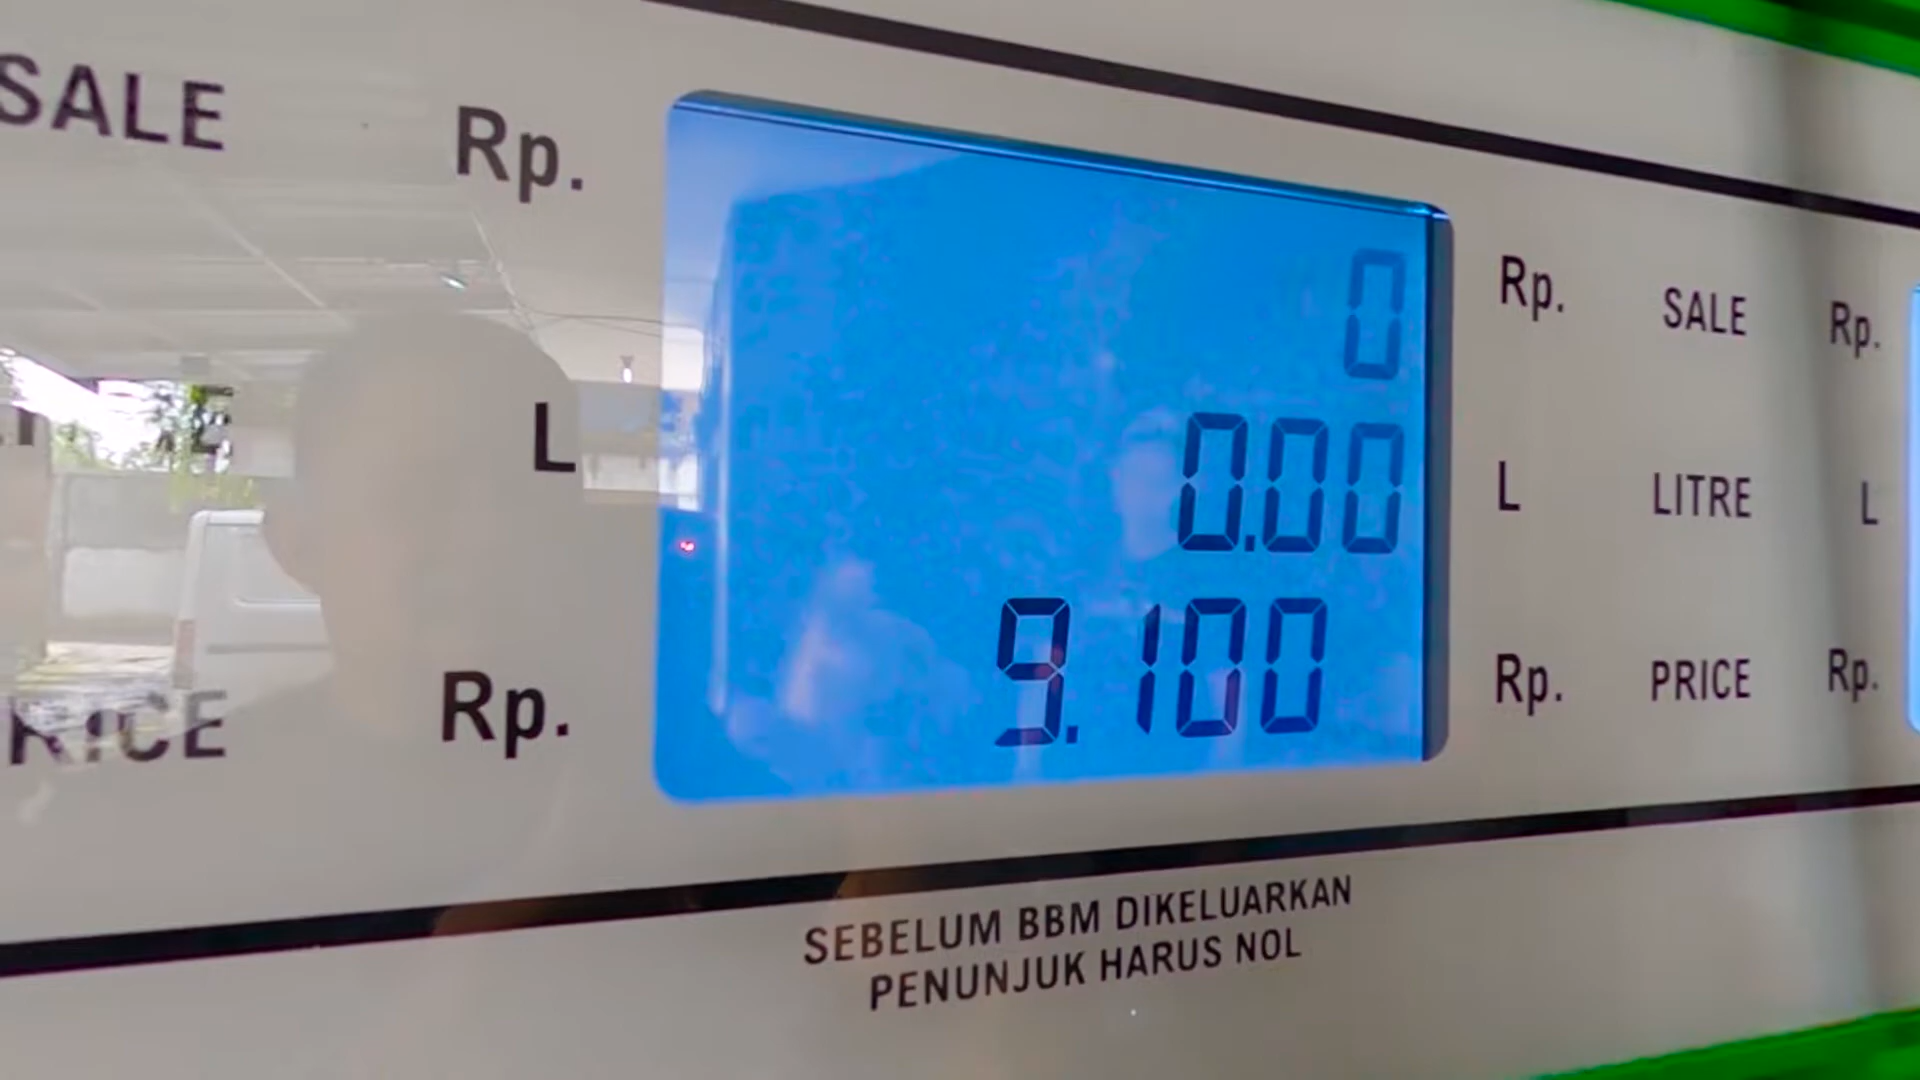 SALE Rp. 0 Rp. SALE Rp.
L 0.00 L LITRE L
PRICE Rp. 9.100 Rp. PRICE Rp.
SEBELUM BBM DIKELUARKAN
PENUNJUK HARUS NOL